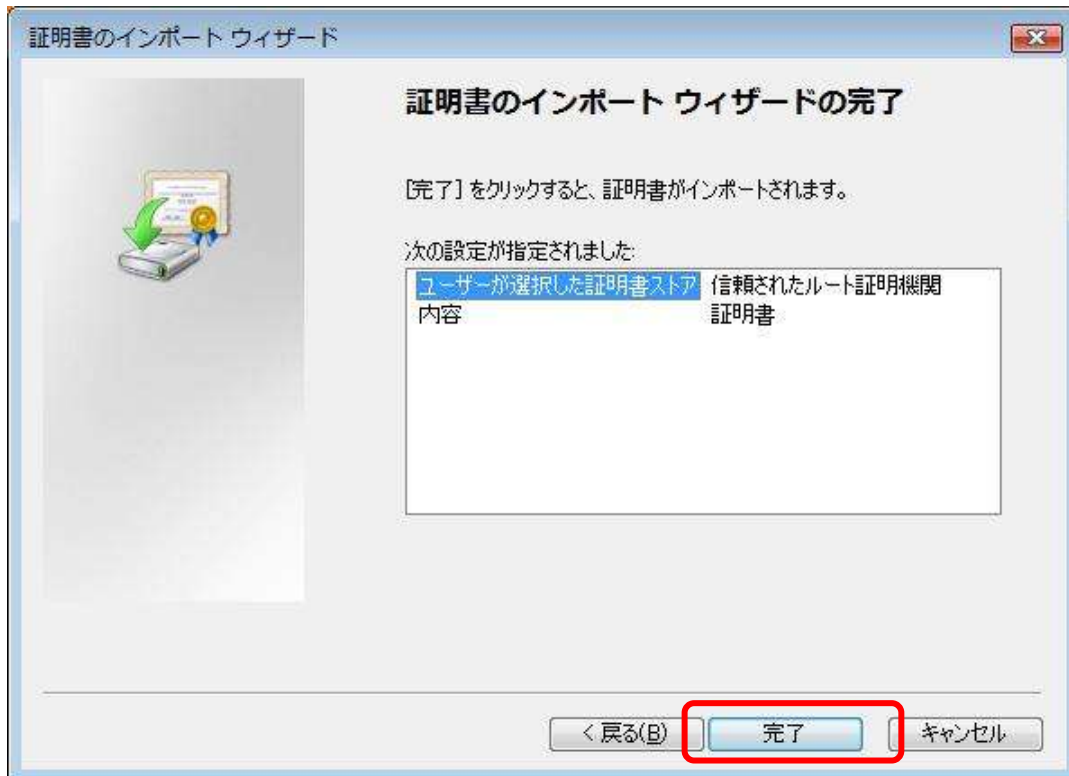 証明書のインポート ウィザード
証明書のインポート ウィザードの完了
[完了] をクリックすると、証明書がインポートされます。
次の設定が指定されました:
ユーザーが選択した証明書ストア 信頼されたルート証明機関
内容 証明書
< 戻る(B) 完了 キャンセル